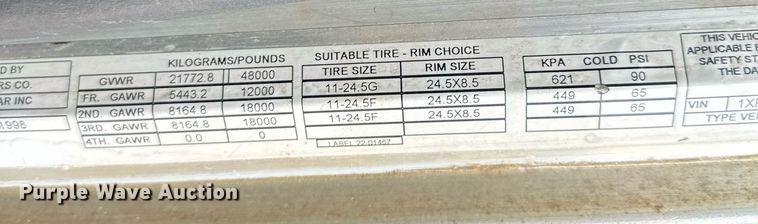 D BY
RS CO.
AR INC
1998
KILOGRAMS/POUNDS
GVWR 21772.8 48000
FR. GAWR 5443.2 12000
2ND. GAWR 8164.8 18000
3RD. GAWR 8164.8 18000
4TH. GAWR 0.0 0
SUITABLE TIRE - RIM CHOICE
TIRE SIZE RIM SIZE
11-24.5G 24.5X8.5
11-24.5F 24.5X8.5
11-24.5F 24.5X8.5
LABEL 22-01467
KPA COLD PSI
621 90
449 65
449 65
THIS VEHIC
APPLICABLE F
SAFETY ST
THE DA
VIN 1X
TYPE VE
Purple Wave Auction